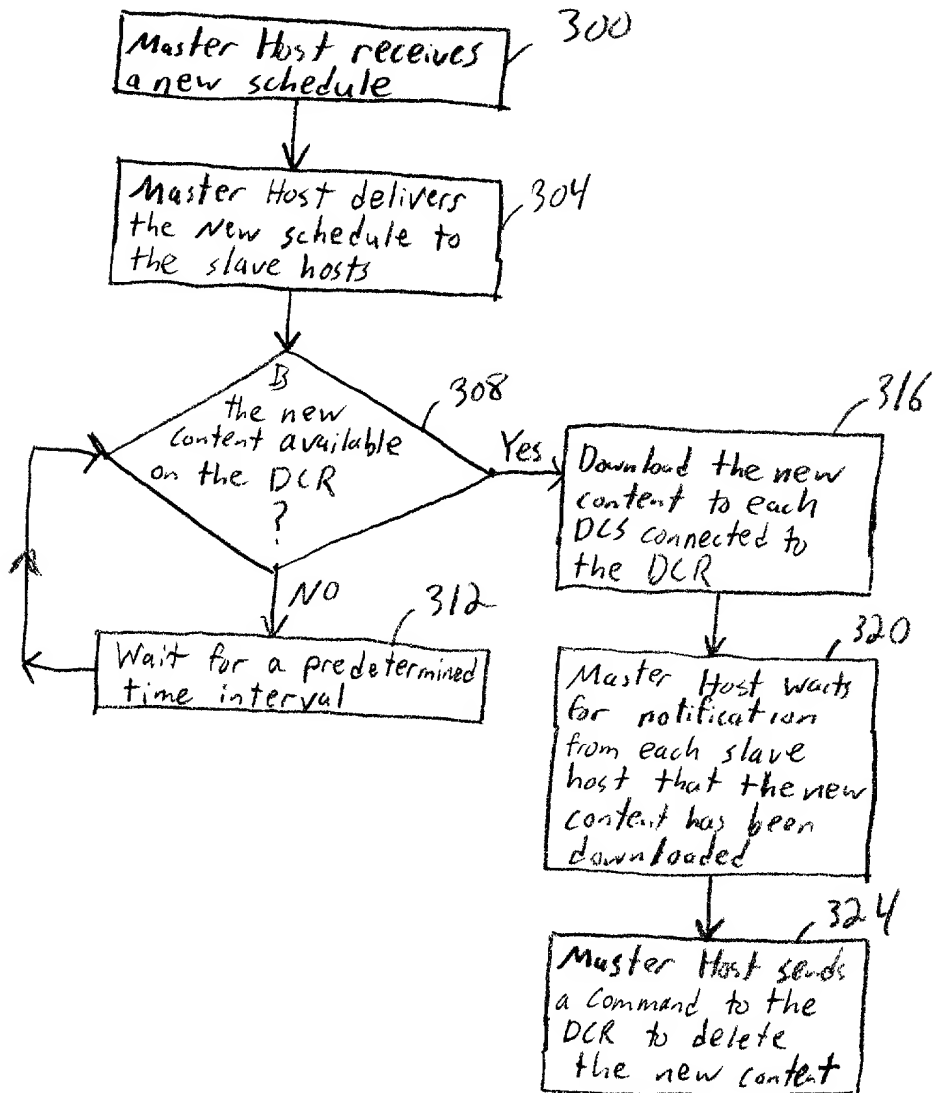 300
Master Host receives
a new schedule
304
Master Host delivers
the New schedule to
the slave hosts
308
Is
the new
content available
on the DCR
?
Yes
NO
312
Wait for a predetermined
time interval
316
Download the new
content to each
DCS connected to
the DCR
320
Master Host waits
for notification
from each slave
host that the new
content has been
downloaded
324
Master Host sends
a command to the
DCR to delete
the new content